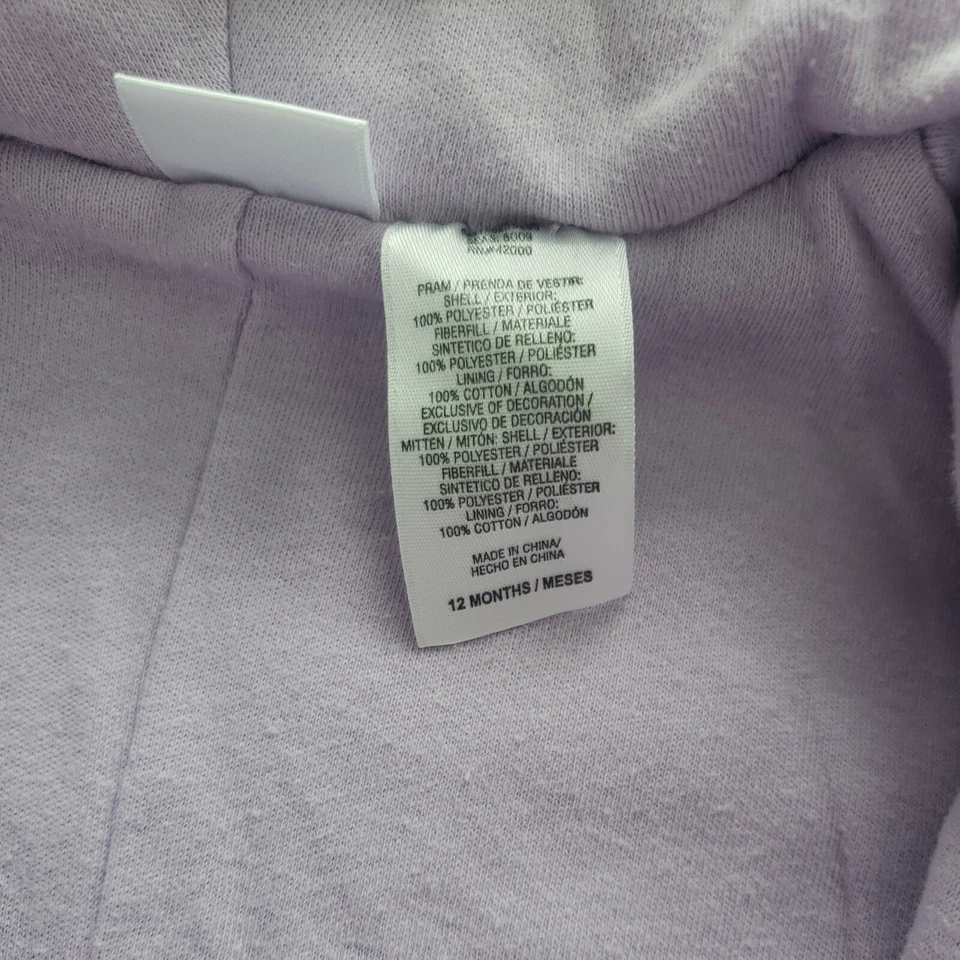 PRAM / PRENDA DE VESTIR:
SHELL / EXTERIOR:
100% POLYESTER / POLIÉSTER
FIBERFILL / MATERIALE
SINTETICO DE RELLENO:
100% POLYESTER / POLIÉSTER
LINING / FORRO:
100% COTTON / ALGODÓN
EXCLUSIVE OF DECORATION /
EXCLUSIVO DE DECORACIÓN
MITTEN / MITÓN: SHELL / EXTERIOR:
100% POLYESTER / POLIÉSTER
FIBERFILL / MATERIALE
SINTETICO DE RELLENO:
100% POLYESTER / POLIÉSTER
LINING / FORRO:
100% COTTON / ALGODÓN
MADE IN CHINA/
HECHO EN CHINA
12 MONTHS / MESES